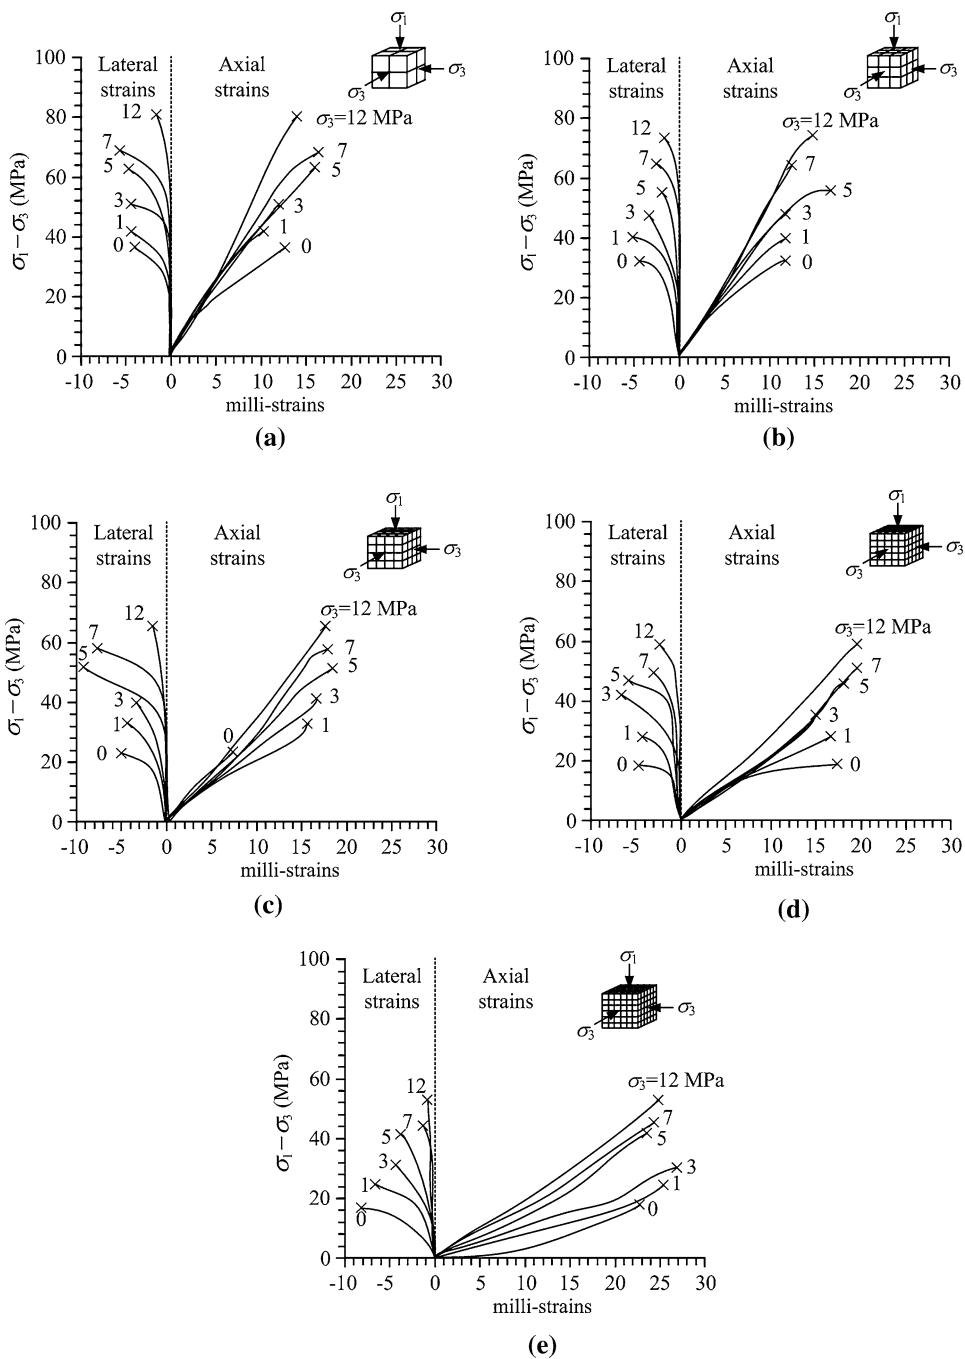 σ1
100
Lateral
strains
Axial
strains
σ3
σ3
80
12
σ3=12 MPa
7
7
60
5
5
σ1 – σ3 (MPa)
3
3
40
1
1
0
0
20
0
-10 -5 0 5 10 15 20 25 30
milli-strains
(a)
σ1
100
Lateral
strains
Axial
strains
σ3
σ3
80
12
σ3=12 MPa
7
7
60
5
5
σ1 – σ3 (MPa)
3
3
40
1
1
0
0
20
0
-10 -5 0 5 10 15 20 25 30
milli-strains
(b)
σ1
100
Lateral
strains
Axial
strains
σ3
σ3
80
12
σ3=12 MPa
7
7
60
5
5
σ1 – σ3 (MPa)
3
3
40
1
1
0
0
20
0
-10 -5 0 5 10 15 20 25 30
milli-strains
(c)
σ1
100
Lateral
strains
Axial
strains
σ3
σ3
80
12
σ3=12 MPa
60
7
7
5
5
σ1 – σ3 (MPa)
3
3
40
1
1
0
0
20
0
-10 -5 0 5 10 15 20 25 30
milli-strains
(d)
σ1
100
Lateral
strains
Axial
strains
σ3
σ3
80
12
σ3=12 MPa
60
7
7
5
5
σ1 – σ3 (MPa)
40
3
3
1
1
20
0
0
0
-10 -5 0 5 10 15 20 25 30
milli-strains
(e)